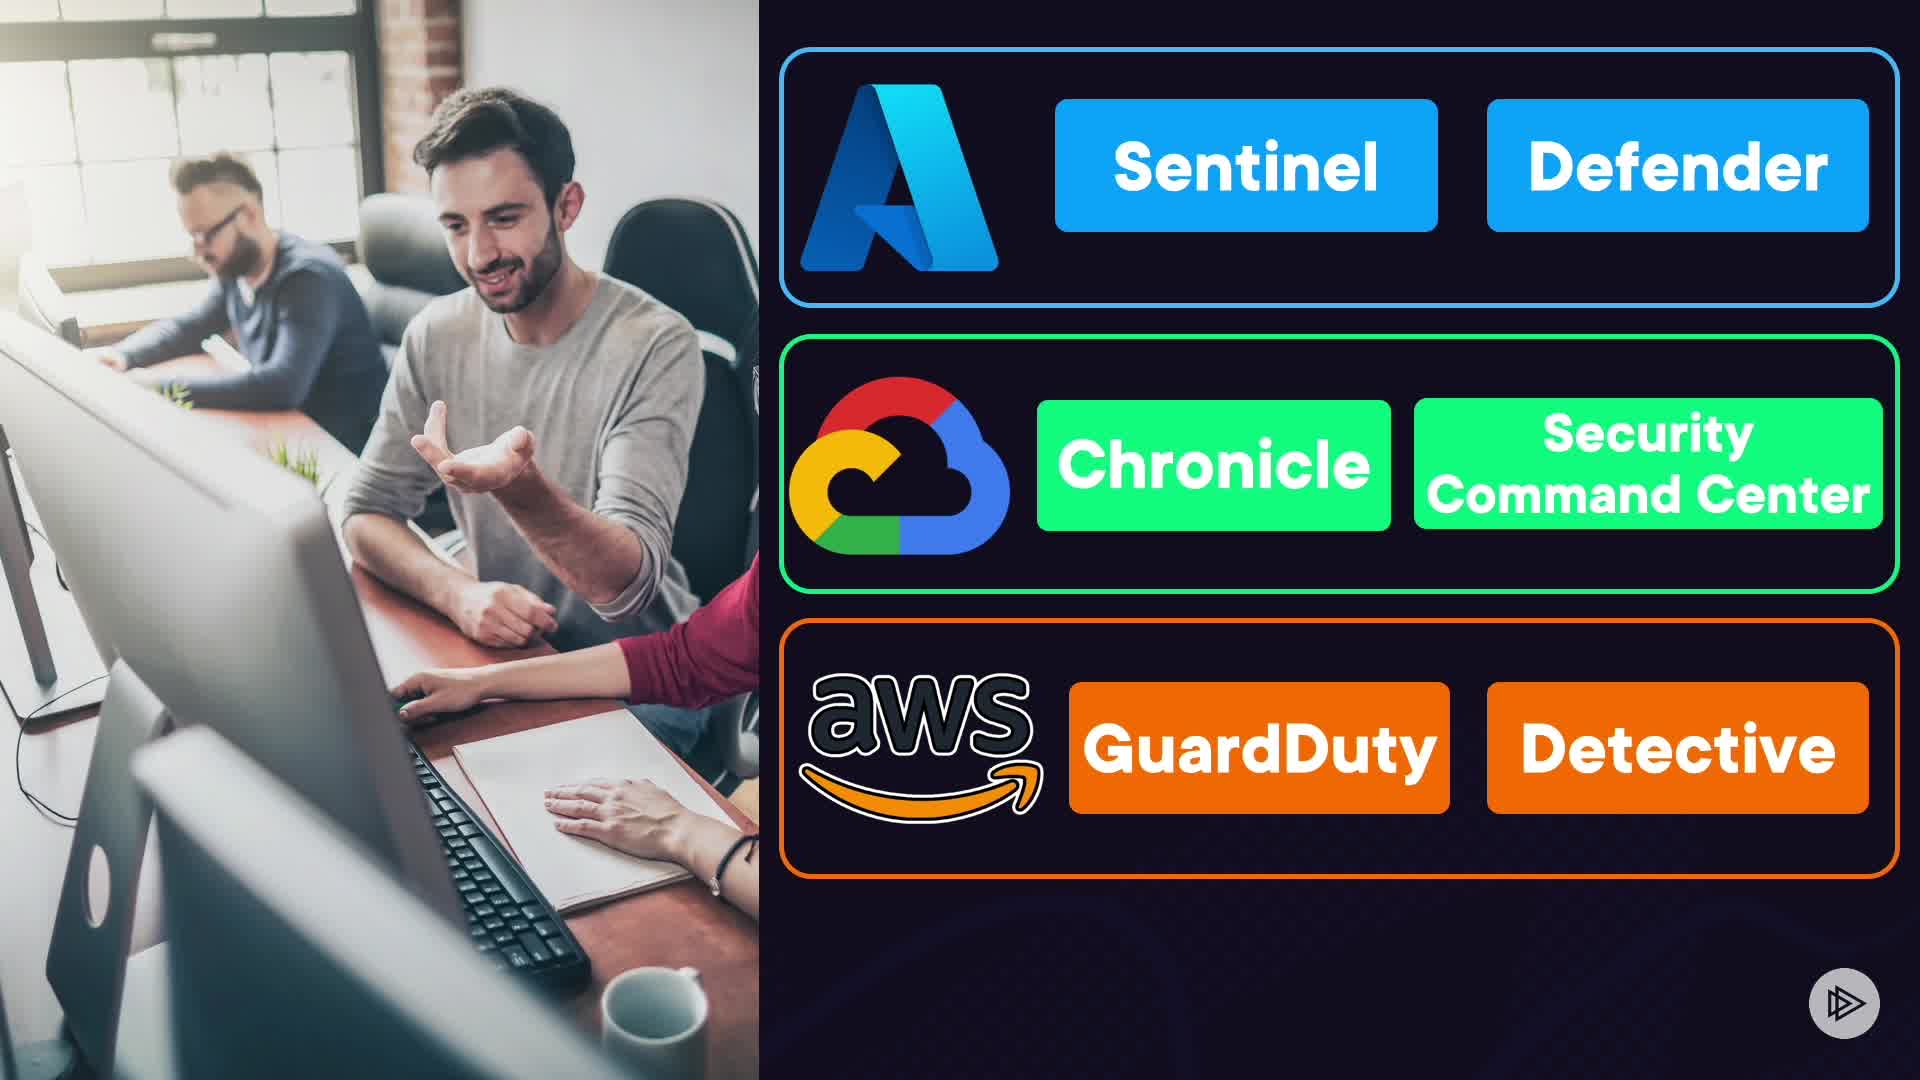 Sentinel
Defender
Chronicle
Security
Command Center
aws
GuardDuty
Detective